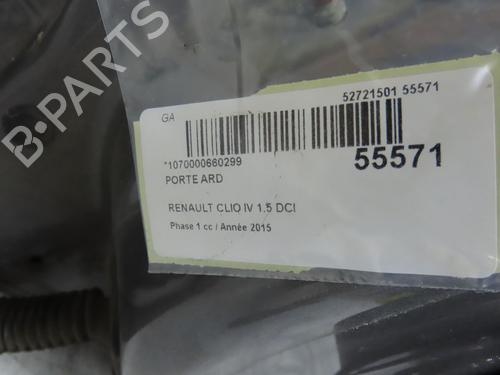 B-PARTS
GA
52721501 55571
*1070000660299
55571
PORTE ARD
RENAULT CLIO IV 1.5 DCI
Phase 1 cc / Année 2015